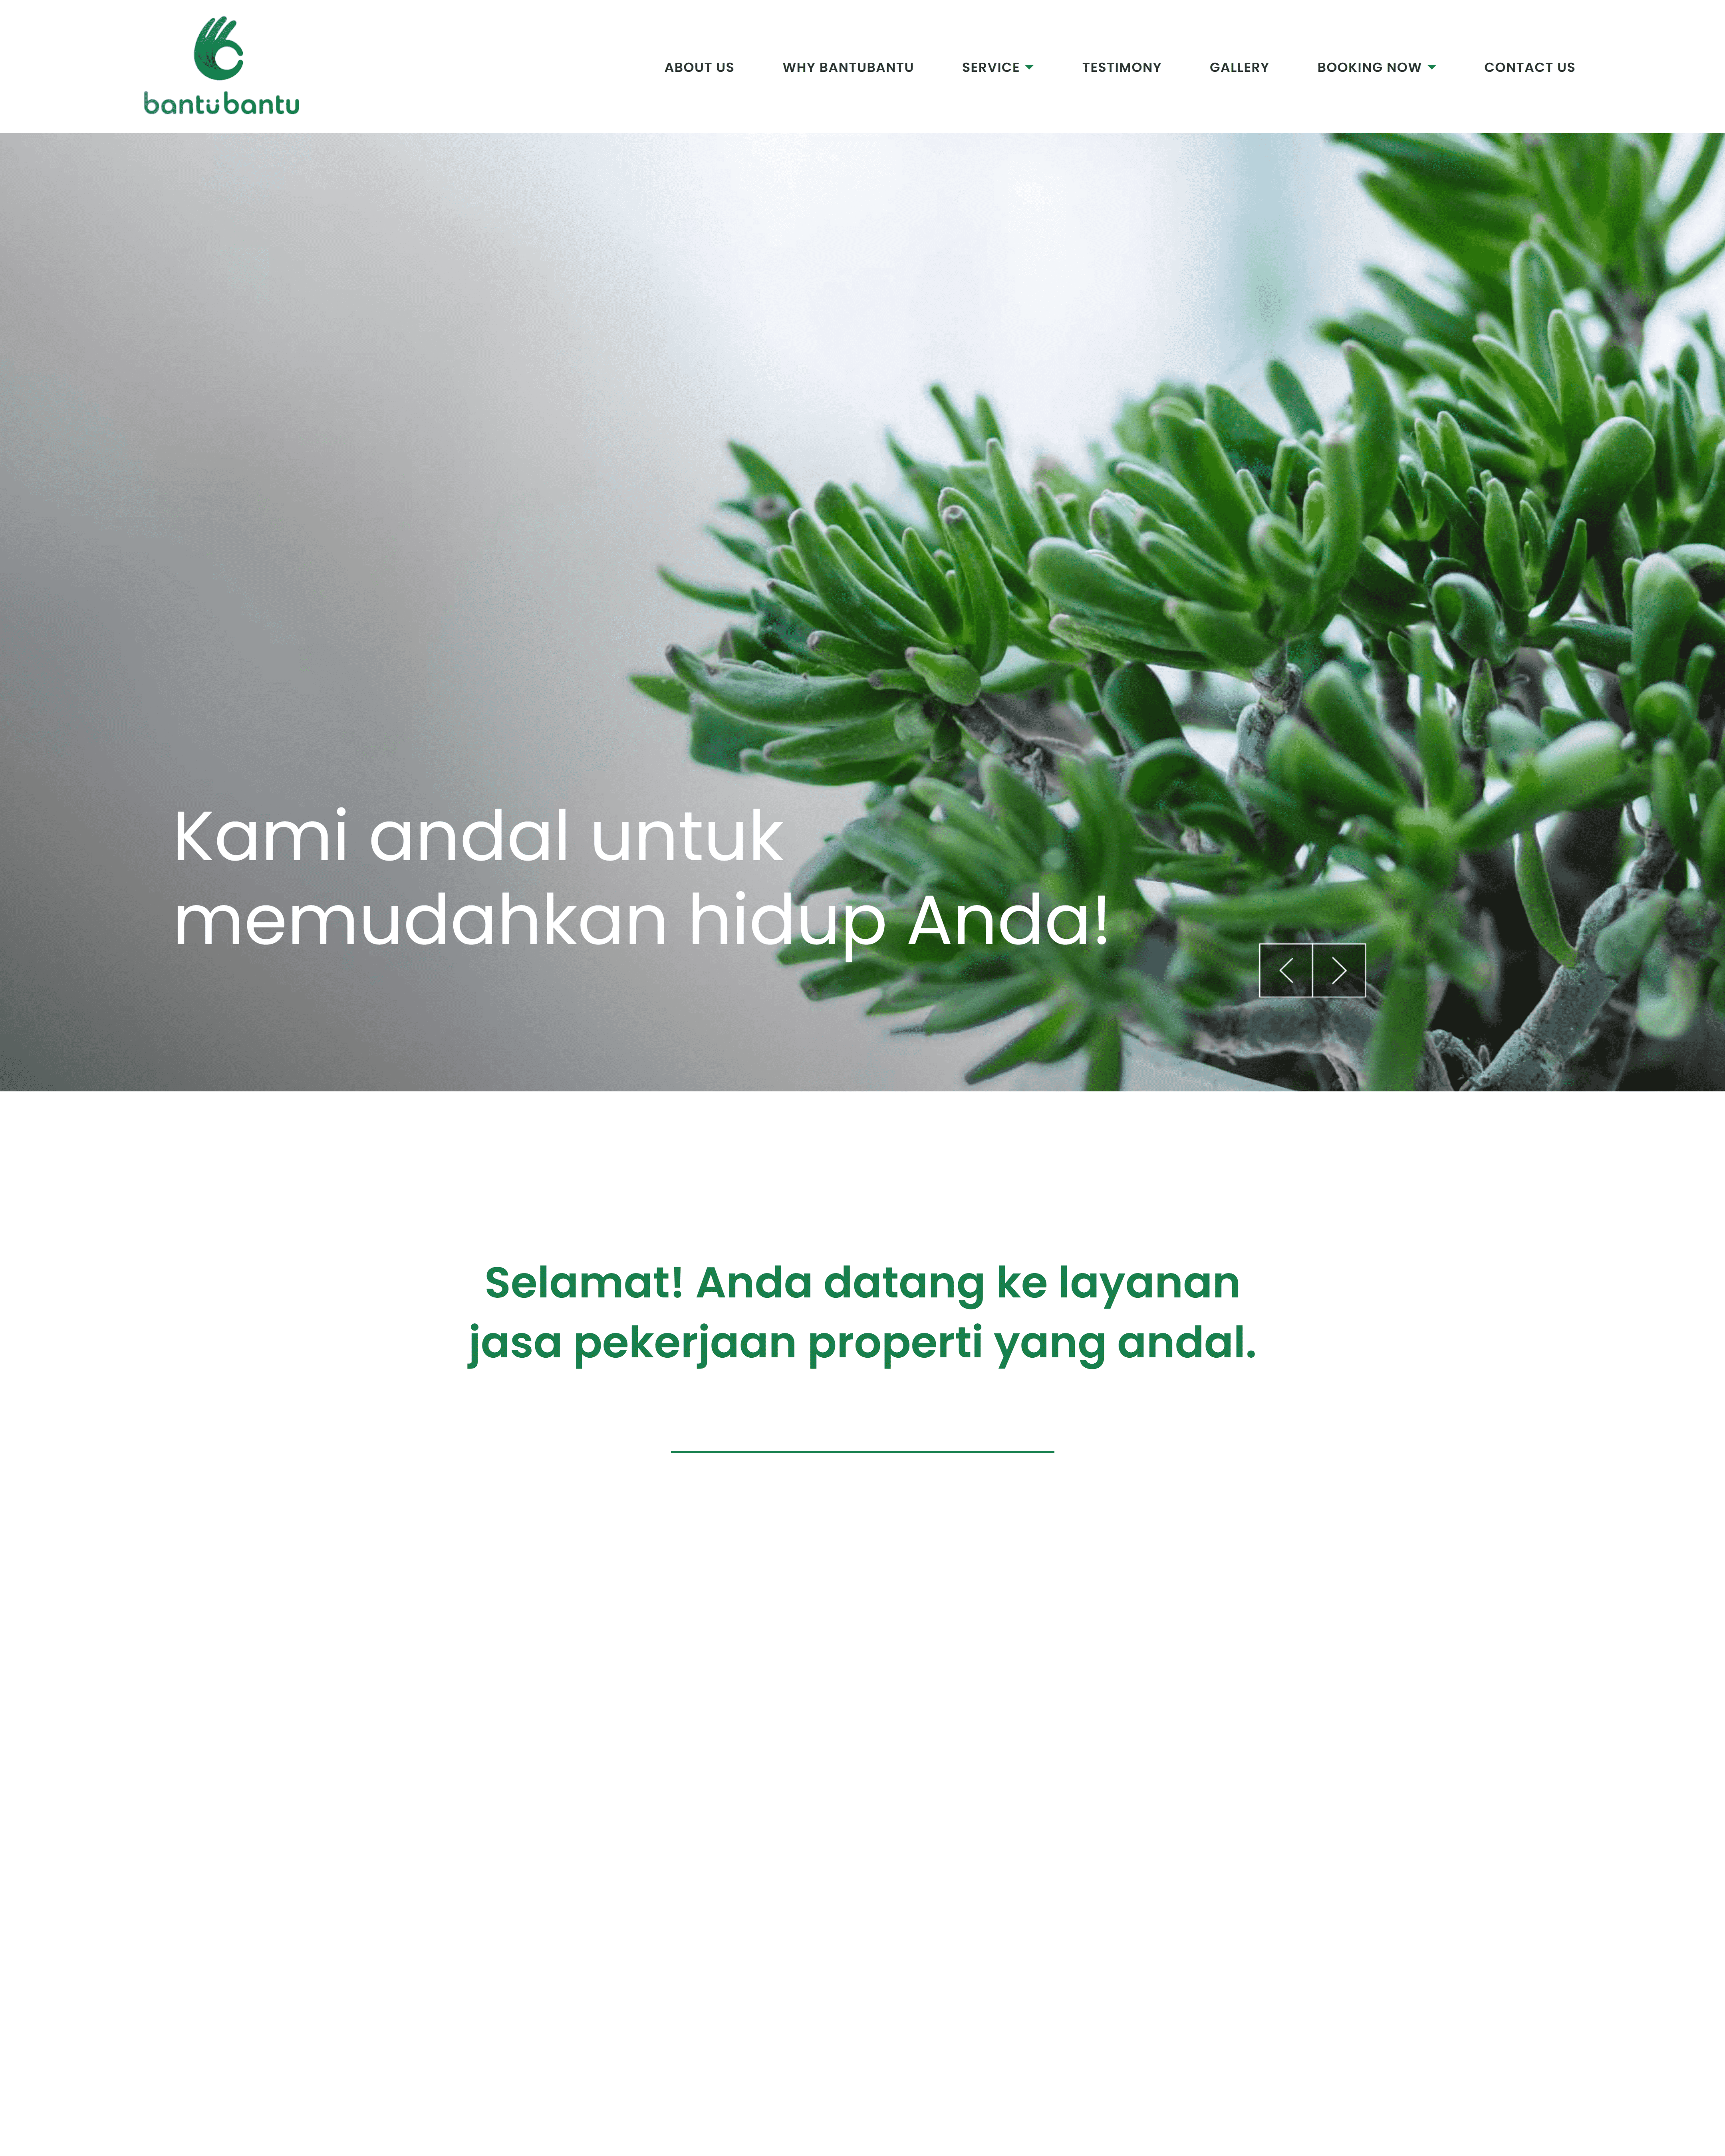 bantubantu
ABOUT US
WHY BANTUBANTU
SERVICE
TESTIMONY
GALLERY
BOOKING NOW
CONTACT US
Kami andal untuk
memudahkan hidup Anda!
Selamat! Anda datang ke layanan
jasa pekerjaan properti yang andal.